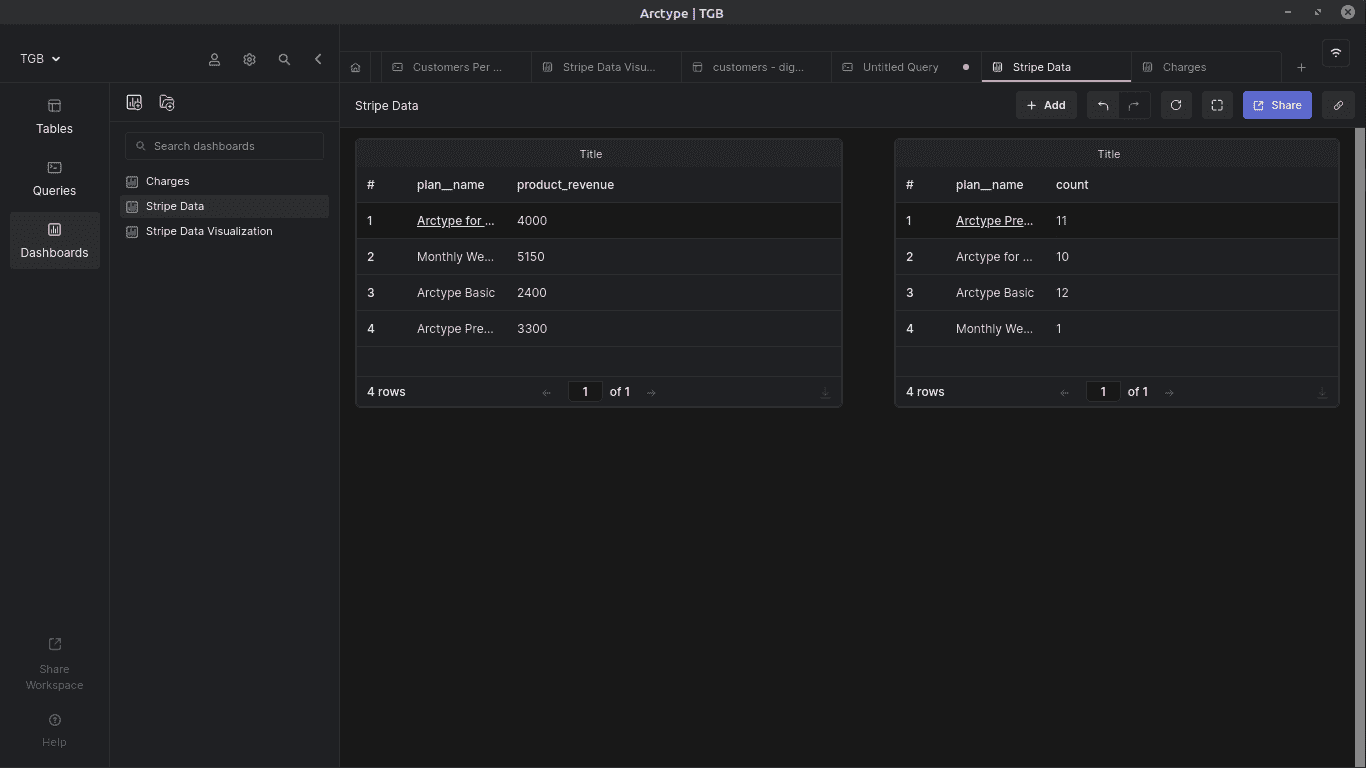 Arctype | TGB
TGB
Customers Per ...
Stripe Data Visu...
customers - dig...
Untitled Query
Stripe Data
Charges
Tables
Queries
Dashboards
Share
Workspace
Help
Search dashboards
Charges
Stripe Data
Stripe Data Visualization
Stripe Data
Add
Share
Title
# plan__name product_revenue
1 Arctype for ... 4000
2 Monthly We... 5150
3 Arctype Basic 2400
4 Arctype Pre... 3300
4 rows 1 of 1
Title
# plan__name count
1 Arctype Pre... 11
2 Arctype for ... 10
3 Arctype Basic 12
4 Monthly We... 1
4 rows 1 of 1